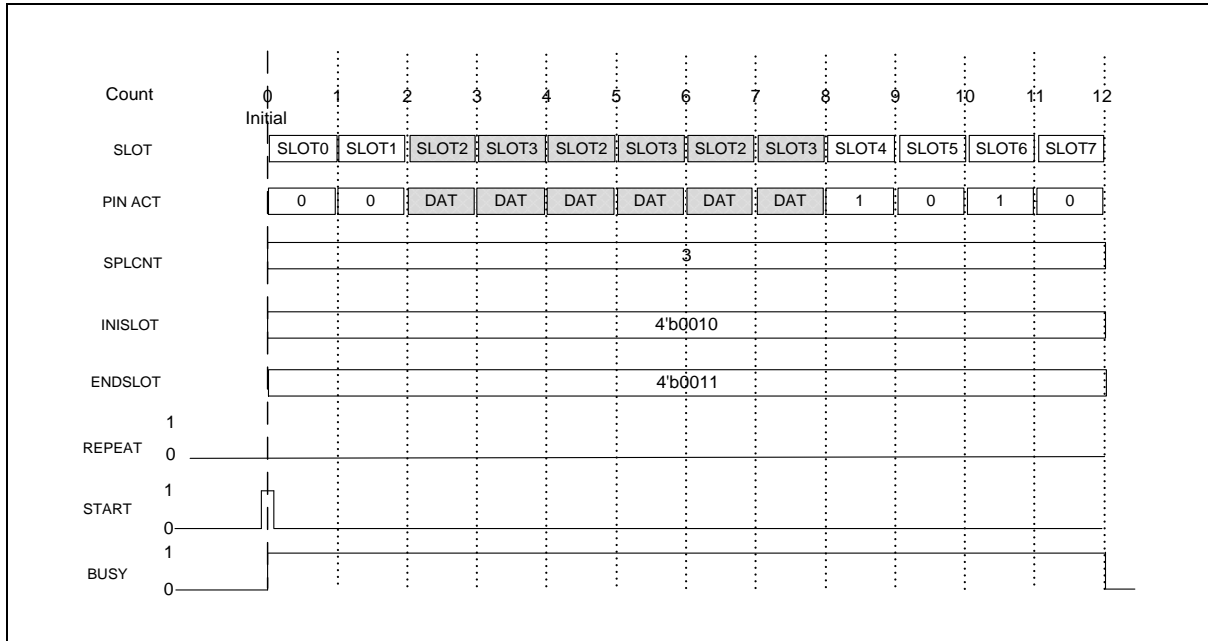 Count 0 1 2 3 4 5 6 7 8 9 10 11 12
Initial
SLOT SLOT0 SLOT1 SLOT2 SLOT3 SLOT2 SLOT3 SLOT2 SLOT3 SLOT4 SLOT5 SLOT6 SLOT7
PIN ACT 0 0 DAT DAT DAT DAT DAT DAT 1 0 1 0
SPLCNT 3
INISLOT 4'b0010
ENDSLOT 4'b0011
1
REPEAT 0
1
START
0
1
BUSY
0